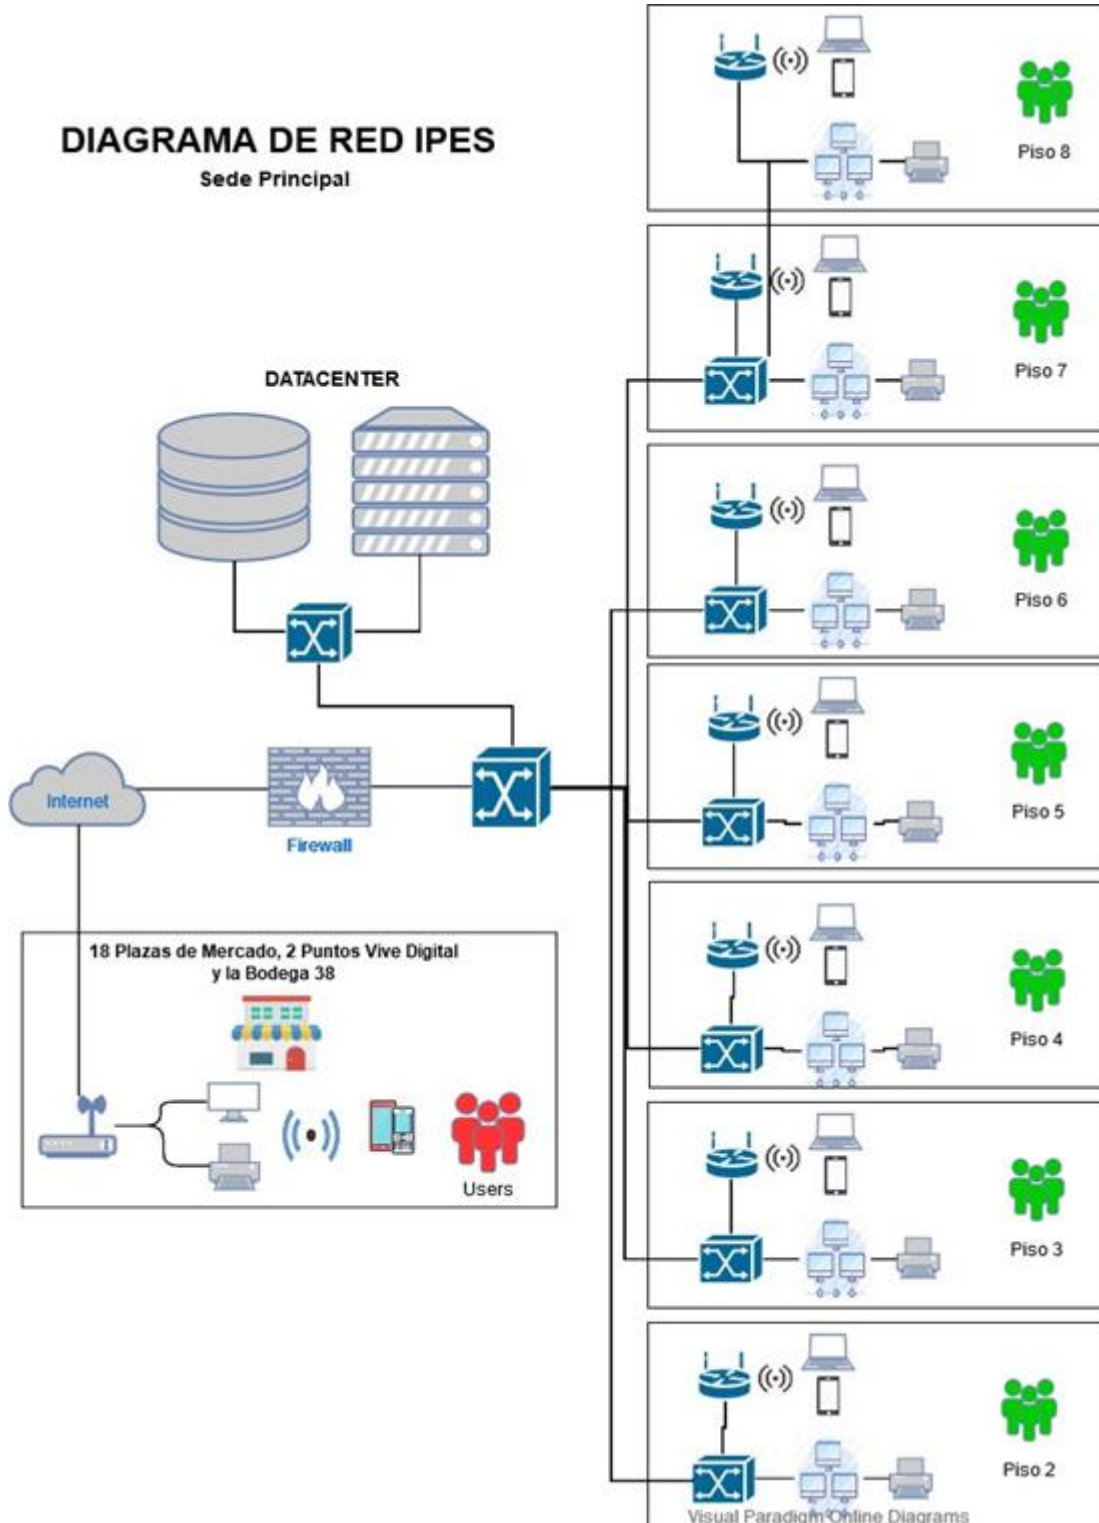 DIAGRAMA DE RED IPES
Sede Principal
DATACENTER
Internet
Firewall
18 Plazas de Mercado, 2 Puntos Vive Digital
y la Bodega 38
Users
Piso 8
Piso 7
Piso 6
Piso 5
Piso 4
Piso 3
Piso 2
Visual Paradigm Online Diagrams